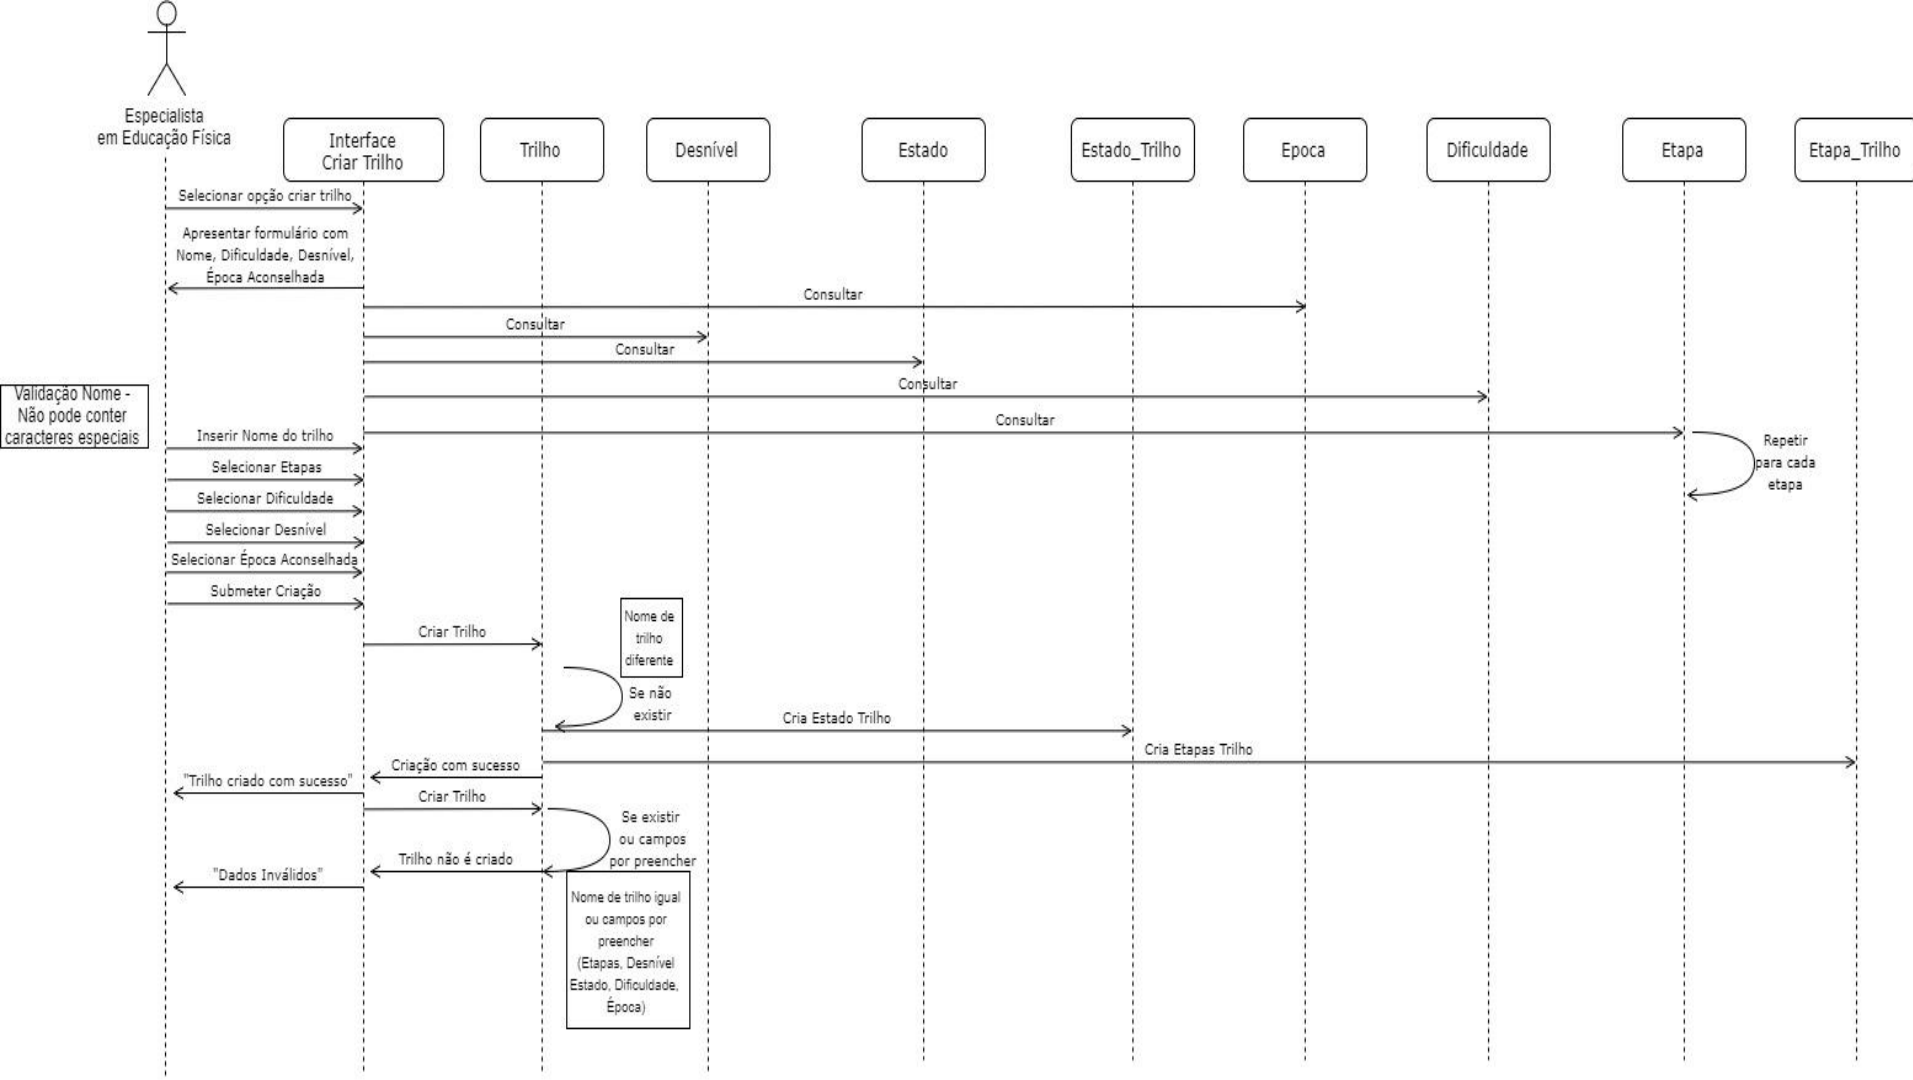 Especialista
em Educação Física
Interface
Criar Trilho
Trilho
Desnível
Estado
Estado_Trilho
Epoca
Dificuldade
Etapa
Etapa_Trilho
Selecionar opção criar trilho
Apresentar formulário com
Nome, Dificuldade, Desnível,
Época Aconselhada
Consultar
Consultar
Consultar
Consultar
Consultar
Validação Nome -
Não pode conter
caracteres especiais
Inserir Nome do trilho
Repetir
para cada
etapa
Selecionar Etapas
Selecionar Dificuldade
Selecionar Desnível
Selecionar Época Aconselhada
Submeter Criação
Criar Trilho
Nome de
trilho
diferente
Se não
existir
Cria Estado Trilho
Cria Etapas Trilho
Criação com sucesso
"Trilho criado com sucesso"
Criar Trilho
Se existir
ou campos
por preencher
Trilho não é criado
"Dados Inválidos"
Nome de trilho igual
ou campos por
preencher
(Etapas, Desnível
Estado, Dificuldade,
Época)